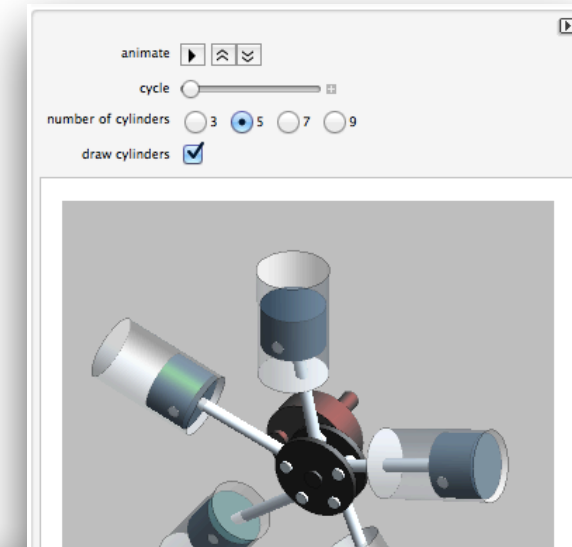 animate
cycle
number of cylinders 3 5 7 9
draw cylinders